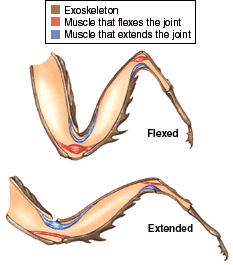 Exoskeleton
Muscle that flexes the joint
Muscle that extends the joint
Flexed
Extended